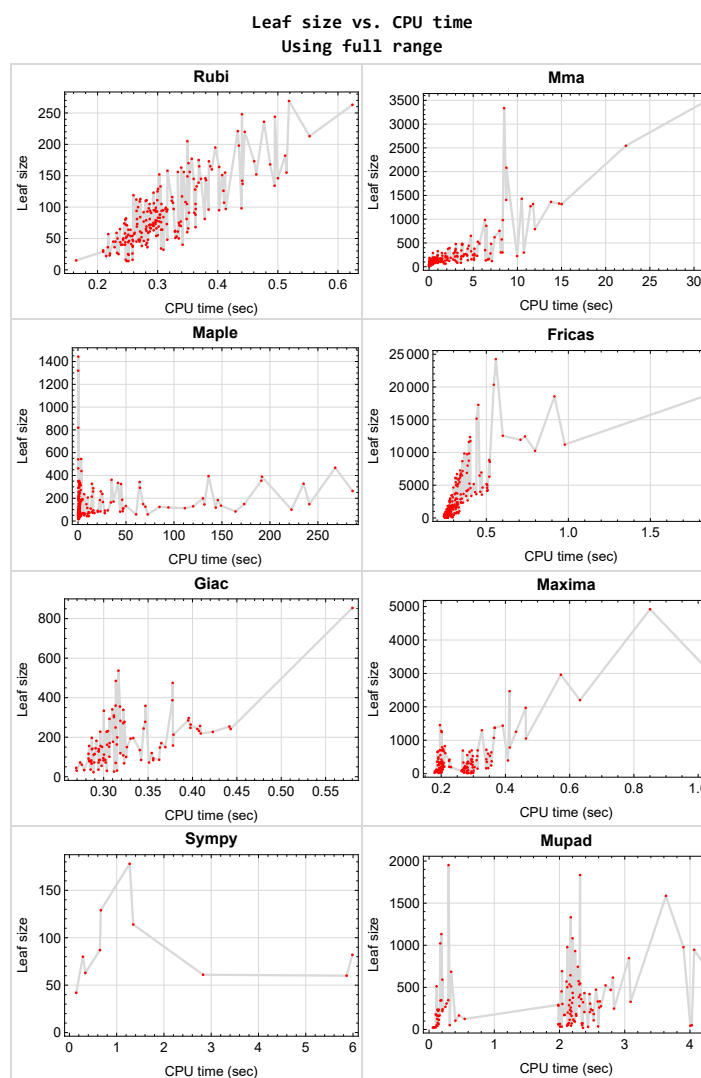 Leaf size vs. CPU time
Using full range
Rubi
250
200
150
100
50
0
Leaf size
0.2 0.3 0.4 0.5 0.6
CPU time (sec)
Mma
3500
3000
2500
2000
1500
1000
500
0
Leaf size
0 5 10 15 20 25 30
CPU time (sec)
Maple
1400
1200
1000
800
600
400
200
0
Leaf size
0 50 100 150 200 250
CPU time (sec)
Fricas
25000
20000
15000
10000
5000
0
Leaf size
0.5 1.0 1.5
CPU time (sec)
Giac
800
600
400
200
0
Leaf size
0.30 0.35 0.40 0.45 0.50 0.55
CPU time (sec)
Maxima
5000
4000
3000
2000
1000
0
Leaf size
0.2 0.4 0.6 0.8 1.0
CPU time (sec)
Sympy
150
100
50
0
Leaf size
0 1 2 3 4 5 6
CPU time (sec)
Mupad
2000
1500
1000
500
0
Leaf size
0 1 2 3 4
CPU time (sec)